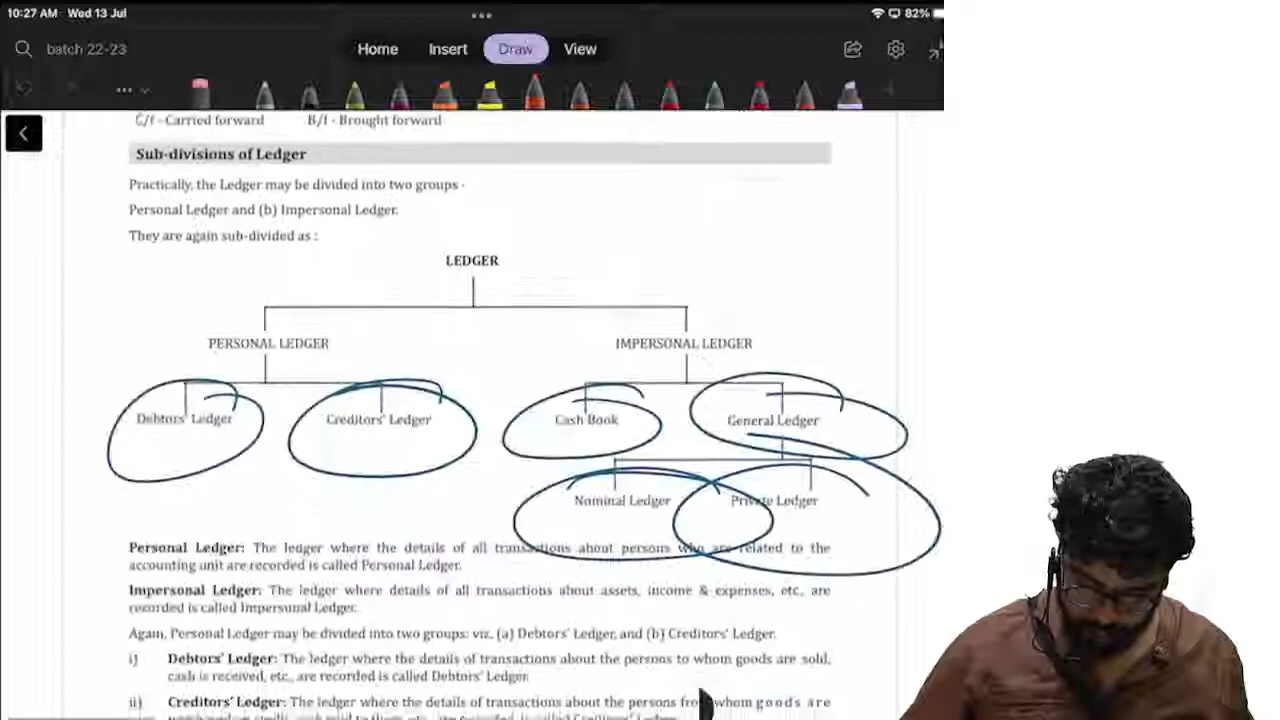 10:27 AM Wed 13 Jul
82%
batch 22-23
Home Insert Draw View
C/f - Carried forward B/f - Brought forward
Sub-divisions of Ledger
Practically, the Ledger may be divided into two groups -
Personal Ledger and (b) Impersonal Ledger.
They are again sub-divided as :
LEDGER
PERSONAL LEDGER IMPERSONAL LEDGER
Debtors' Ledger Creditors' Ledger Cash Book General Ledger
Nominal Ledger Private Ledger
Personal Ledger: The ledger where the details of all transactions about persons who are related to the
accounting unit are recorded is called Personal Ledger.
Impersonal Ledger: The ledger where details of all transactions about assets, income & expenses, etc, are
recorded is called Impersonal Ledger.
Again, Personal Ledger may be divided into two groups: viz. (a) Debtors' Ledger, and (b) Creditors' Ledger.
i) Debtors' Ledger: The ledger where the details of transactions about the persons to whom goods are sold,
cash is received, etc., are recorded is called Debtors' Ledger.
ii) Creditors' Ledger: The ledger where the details of transactions about the persons from whom goods are